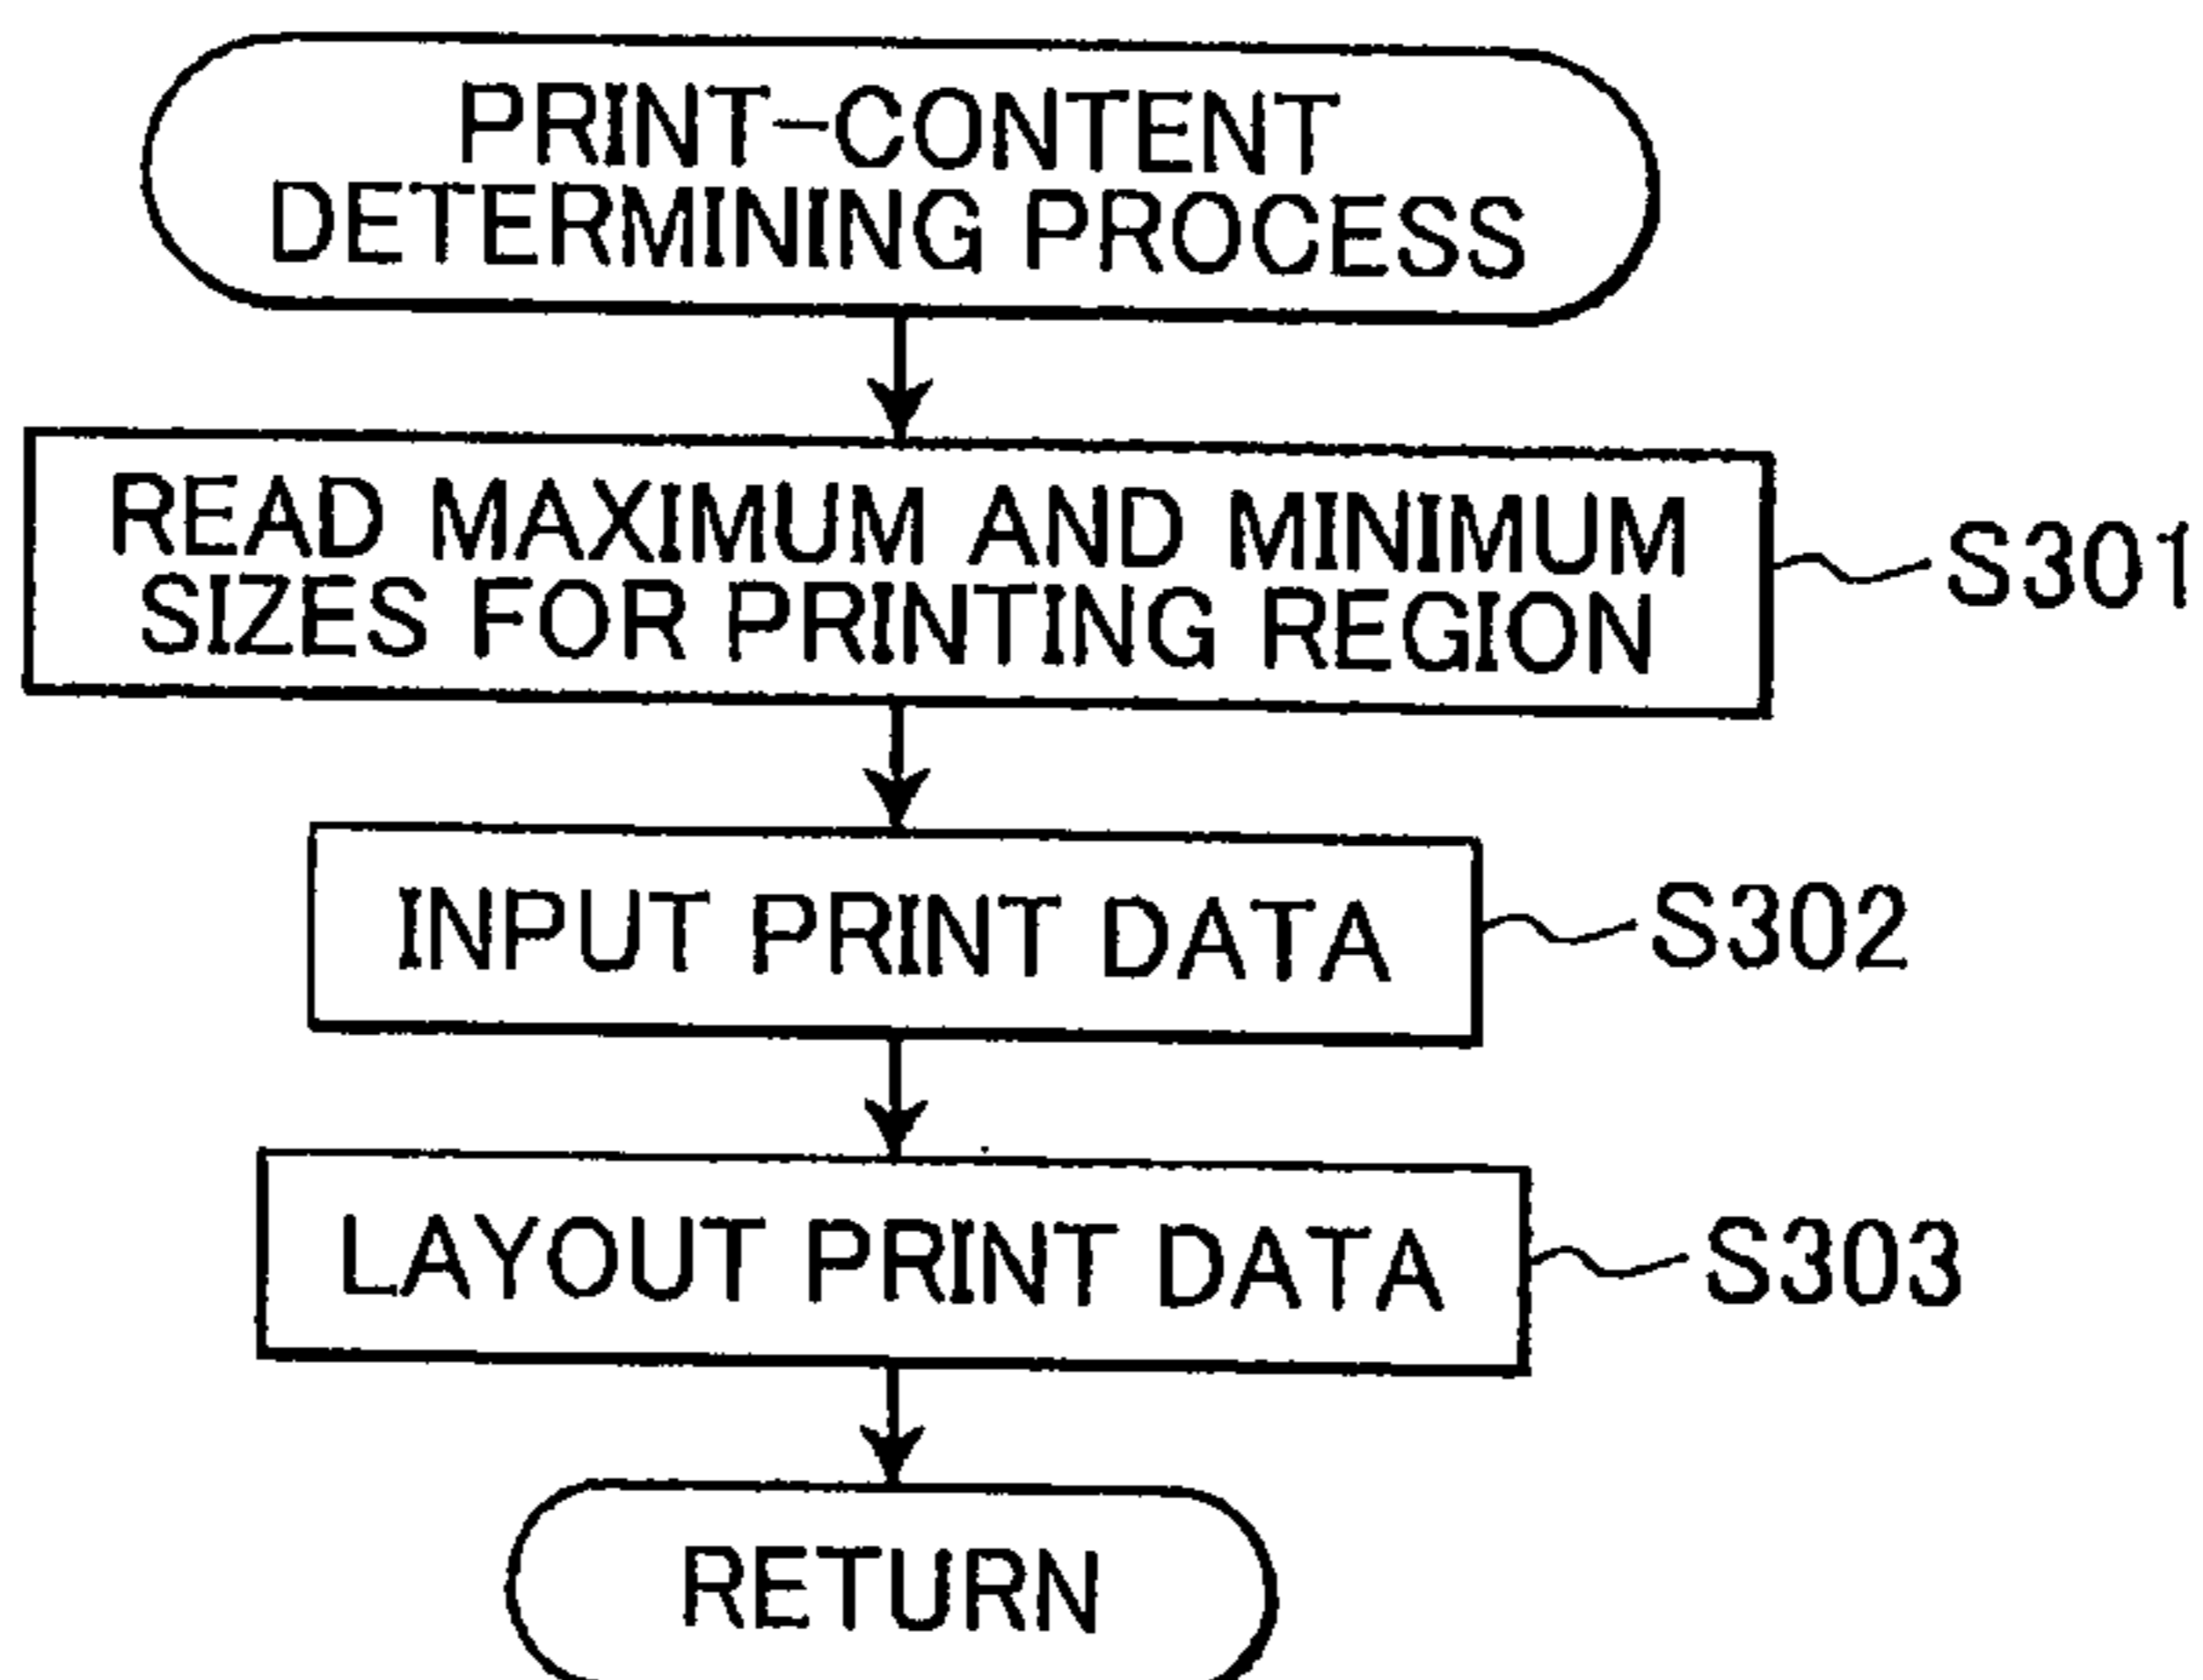 PRINT-CONTENT
DETERMINING PROCESS
READ MAXIMUM AND MINIMUM
SIZES FOR PRINTING REGION
S301
INPUT PRINT DATA
S302
LAYOUT PRINT DATA
S303
RETURN